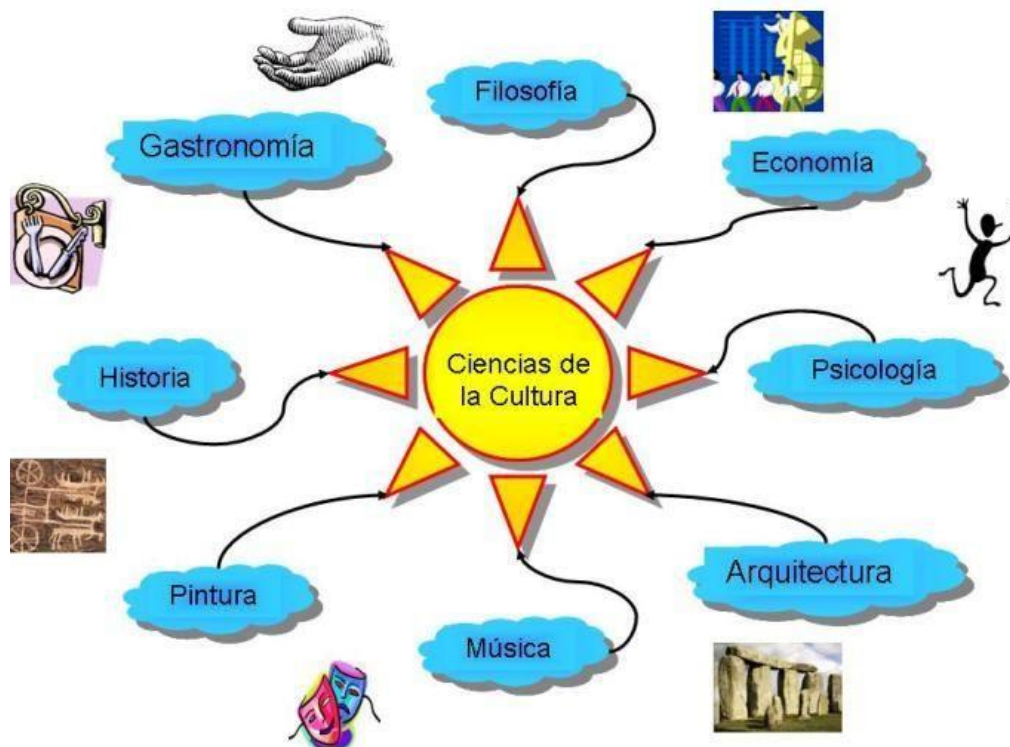 Filosofía
Gastronomía
Economía
Historia
Ciencias de
la Cultura
Psicología
Pintura
Arquitectura
Música